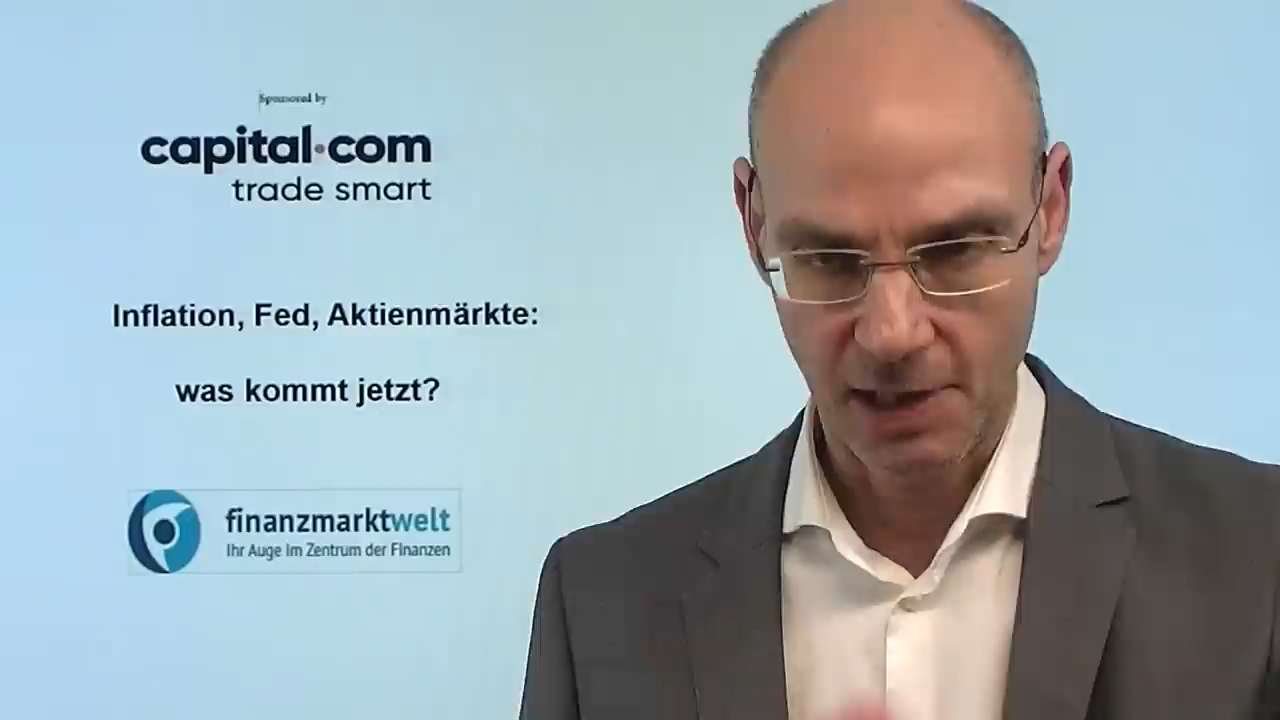 Sponsored by
capital.com
trade smart
Inflation, Fed, Aktienmärkte:
was kommt jetzt?
finanzmarktwelt
Ihr Auge im Zentrum der Finanzen